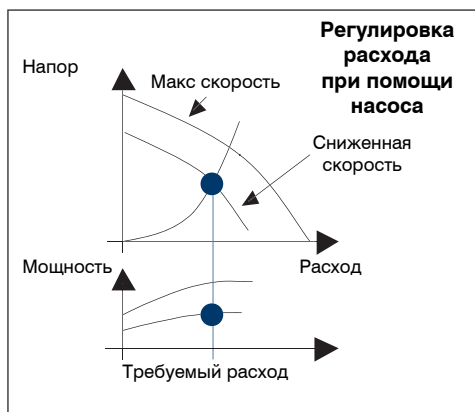 Регулировка
расхода
при помощи
насоса
Напор
Макс скорость
Сниженная
скорость
Мощность
Расход
Требуемый расход